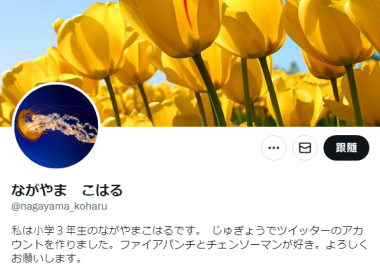 跟隨
ながやま　こはる
@nagayama_koharu
私は小学３年生のながやまこはるです。 じゅぎょうでツイッターのアカ
ウントを作りました。ファイアパンチとチェンソーマンが好き。よろしく
お願いします。